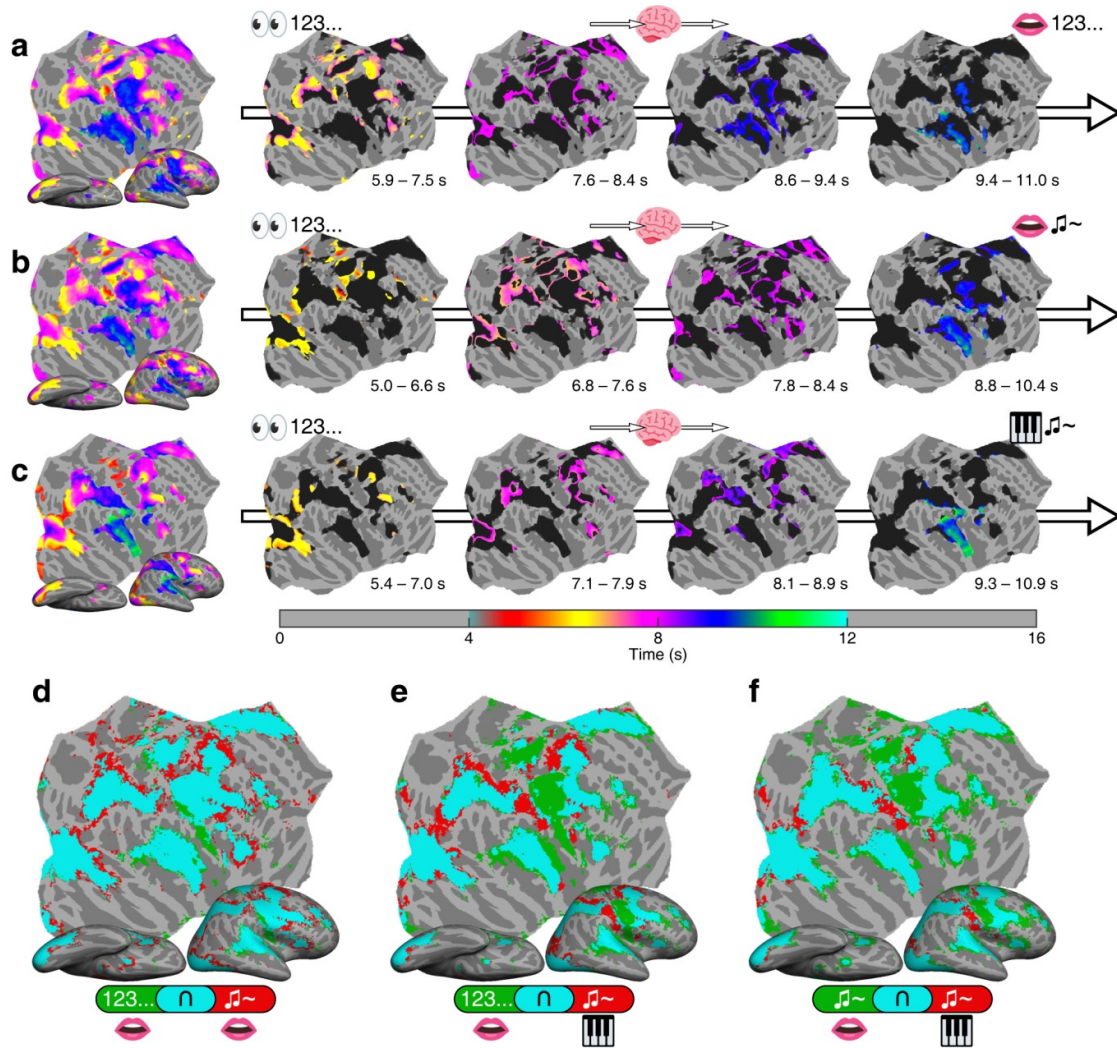 a
123...
123...
5.9 – 7.5 s
7.6 – 8.4 s
8.6 – 9.4 s
9.4 – 11.0 s
b
123...
♫~
5.0 – 6.6 s
6.8 – 7.6 s
7.8 – 8.4 s
8.8 – 10.4 s
c
123...
♫~
5.4 – 7.0 s
7.1 – 7.9 s
8.1 – 8.9 s
9.3 – 10.9 s
0 4 8 12 16
Time (s)
d
e
f
123... ∩ ♫~
123... ∩ ♫~
♫~ ∩ ♫~